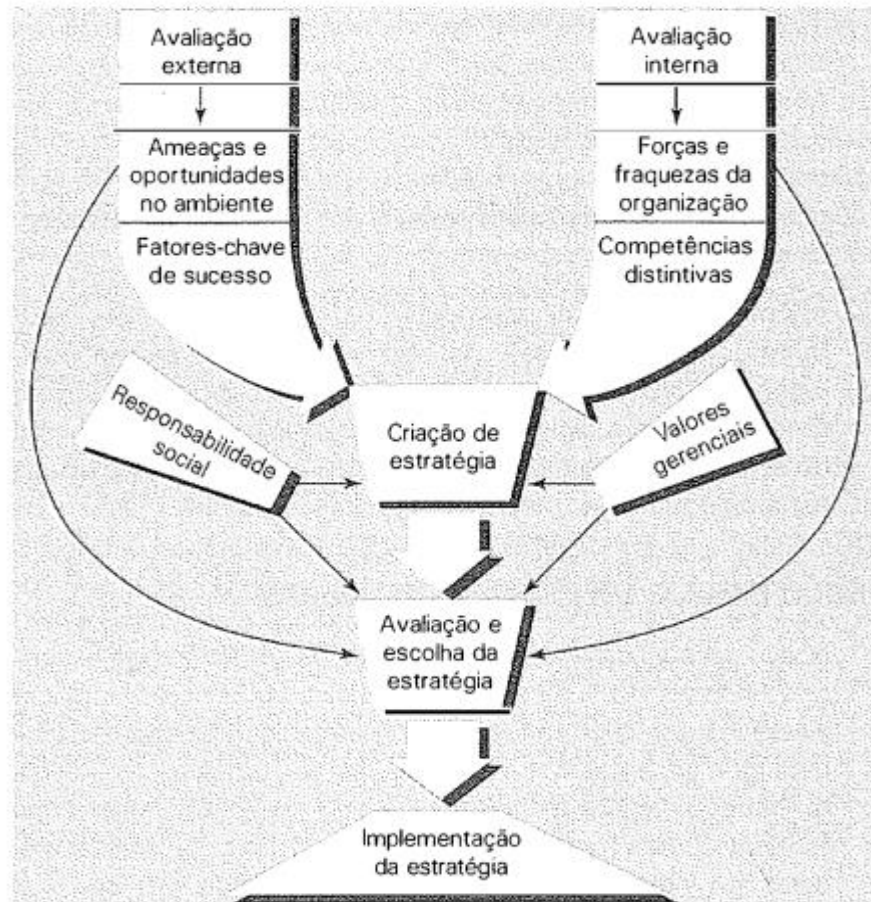 Avaliação
externa
Avaliação
interna
Ameaças e
oportunidades
no ambiente
Forças e
fraquezas da
organização
Fatores-chave
de sucesso
Competências
distintivas
Responsabilidade
social
Criação de
estratégia
Valores
gerenciais
Avaliação e
escolha da
estratégia
Implementação
da estratégia